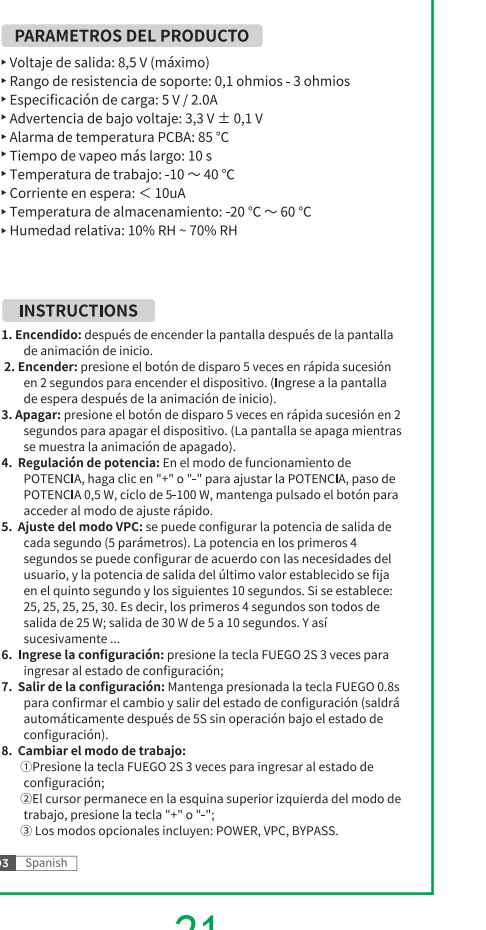 PARAMETROS DEL PRODUCTO
‣ Voltaje de salida: 8,5 V (máximo)
‣ Rango de resistencia de soporte: 0,1 ohmios - 3 ohmios
‣ Especificación de carga: 5 V / 2.0A
‣ Advertencia de bajo voltaje: 3,3 V ± 0,1 V
‣ Alarma de temperatura PCBA: 85 °C
‣ Tiempo de vapeo más largo: 10 s
‣ Temperatura de trabajo: -10 ～ 40 °C
‣ Corriente en espera: ＜ 10uA
‣ Temperatura de almacenamiento: -20 °C ～ 60 °C
‣ Humedad relativa: 10% RH ~ 70% RH
INSTRUCTIONS
1. Encendido: después de encender la pantalla después de la pantalla
de animación de inicio.
2. Encender: presione el botón de disparo 5 veces en rápida sucesión
en 2 segundos para encender el dispositivo. (Ingrese a la pantalla
de espera después de la animación de inicio).
3. Apagar: presione el botón de disparo 5 veces en rápida sucesión en 2
segundos para apagar el dispositivo. (La pantalla se apaga mientras
se muestra la animación de apagado).
4. Regulación de potencia: En el modo de funcionamiento de
POTENCIA, haga clic en "+" o "-" para ajustar la POTENCIA, paso de
POTENCIA 0,5 W, ciclo de 5-100 W, mantenga pulsado el botón para
acceder al modo de ajuste rápido.
5. Ajuste del modo VPC: se puede configurar la potencia de salida de
cada segundo (5 parámetros). La potencia en los primeros 4
segundos se puede configurar de acuerdo con las necesidades del
usuario, y la potencia de salida del último valor establecido se fija
en el quinto segundo y los siguientes 10 segundos. Si se establece:
25, 25, 25, 25, 30. Es decir, los primeros 4 segundos son todos de
salida de 25 W; salida de 30 W de 5 a 10 segundos. Y así
sucesivamente ...
6. Ingrese la configuración: presione la tecla FUEGO 2S 3 veces para
ingresar al estado de configuración;
7. Salir de la configuración: Mantenga presionada la tecla FUEGO 0.8s
para confirmar el cambio y salir del estado de configuración (saldrá
automáticamente después de 5S sin operación bajo el estado de
configuración).
8. Cambiar el modo de trabajo:
①Presione la tecla FUEGO 2S 3 veces para ingresar al estado de
configuración;
②El cursor permanece en la esquina superior izquierda del modo de
trabajo, presione la tecla "+" o "-";
③ Los modos opcionales incluyen: POWER, VPC, BYPASS.
03 Spanish
21